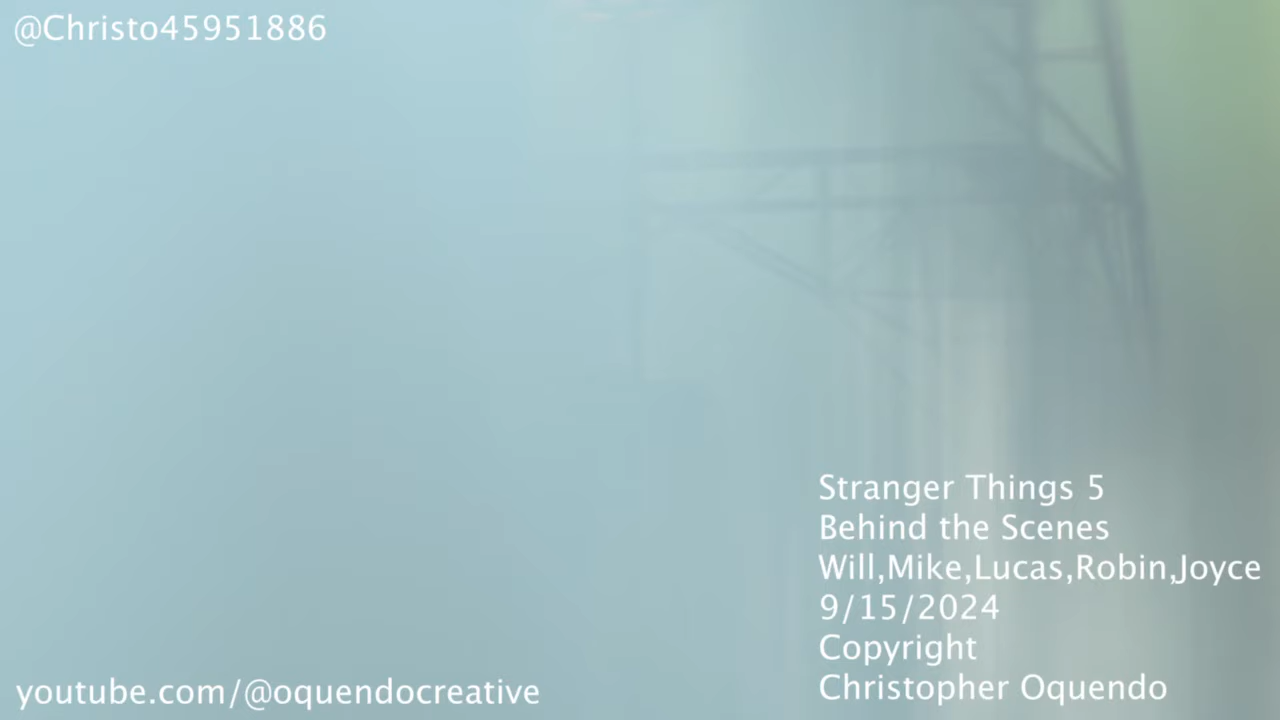 @Christo45951886
Stranger Things 5
Behind the Scenes
Will,Mike,Lucas,Robin,Joyce
9/15/2024
Copyright
Christopher Oquendo
youtube.com/@oquendocreative